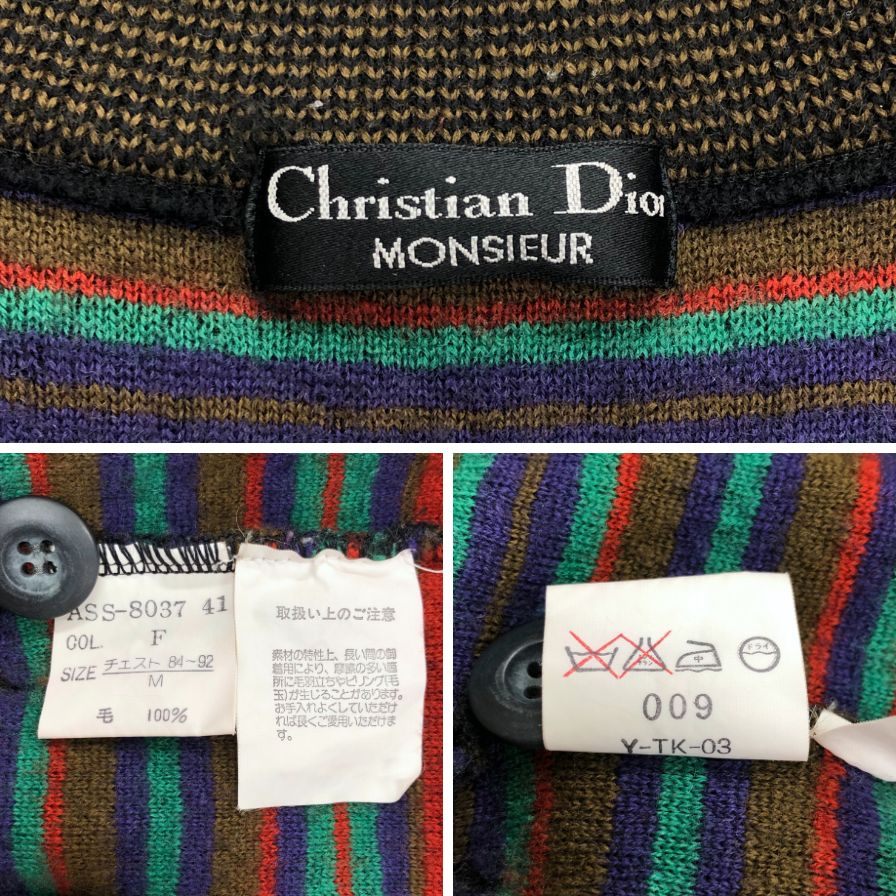 Christian Dior
MONSIEUR
ASS-8037 41
COL. F
SIZE チェスト 84~92
M
毛 100%
取扱い上のご注意
素材の特性上、長い間の御
着用により、摩擦の多い箇
所に毛羽立ちやピリング(毛
玉)が生じることがあります。
お手入れよくしていただけ
れば長くご愛用いただけま
す。
中
ドライ
009
Y-TK-03